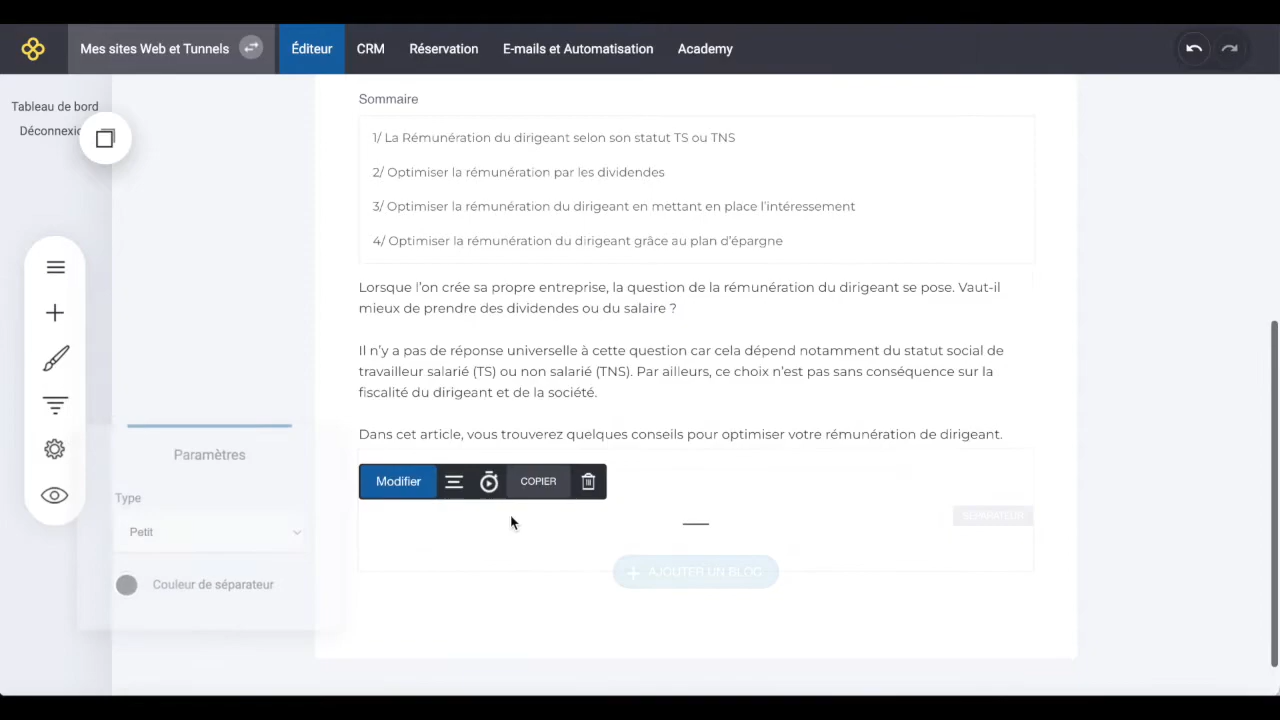 Mes sites Web et Tunnels
Éditeur
CRM
Réservation
E-mails et Automatisation
Academy
Tableau de bord
Déconnexio
Sommaire
1/ La Rémunération du dirigeant selon son statut TS ou TNS
2/ Optimiser la rémunération par les dividendes
3/ Optimiser la rémunération du dirigeant en mettant en place l'intéressement
4/ Optimiser la rémunération du dirigeant grâce au plan d'épargne
Lorsque l'on crée sa propre entreprise, la question de la rémunération du dirigeant se pose. Vaut-il
mieux de prendre des dividendes ou du salaire ?
Il n'y a pas de réponse universelle à cette question car cela dépend notamment du statut social de
travailleur salarié (TS) ou non salarié (TNS). Par ailleurs, ce choix n'est pas sans conséquence sur la
fiscalité du dirigeant et de la société.
Dans cet article, vous trouverez quelques conseils pour optimiser votre rémunération de dirigeant.
Paramètres
Modifier
COPIER
Type
Petit
SÉPARATEUR
AJOUTER UN BLOC
Couleur de séparateur